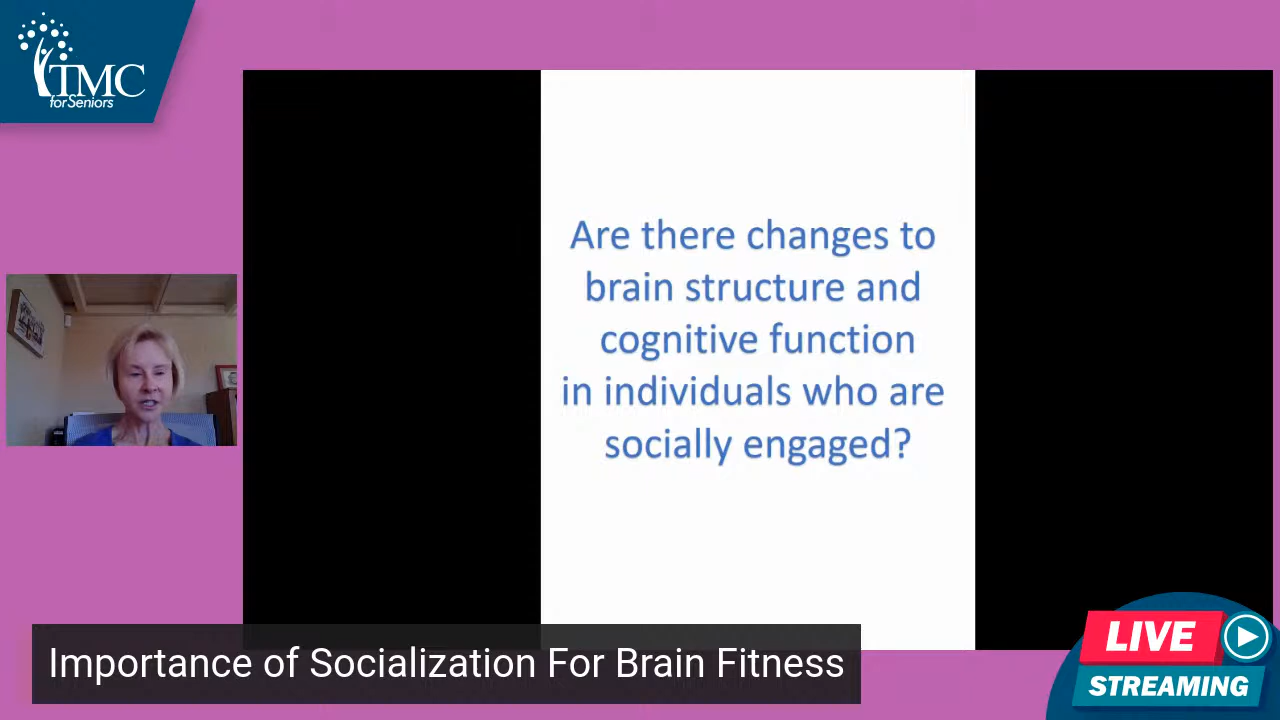 TMC
for Seniors
Are there changes to
brain structure and
cognitive function
in individuals who are
socially engaged?
Importance of Socialization For Brain Fitness
LIVE
STREAMING